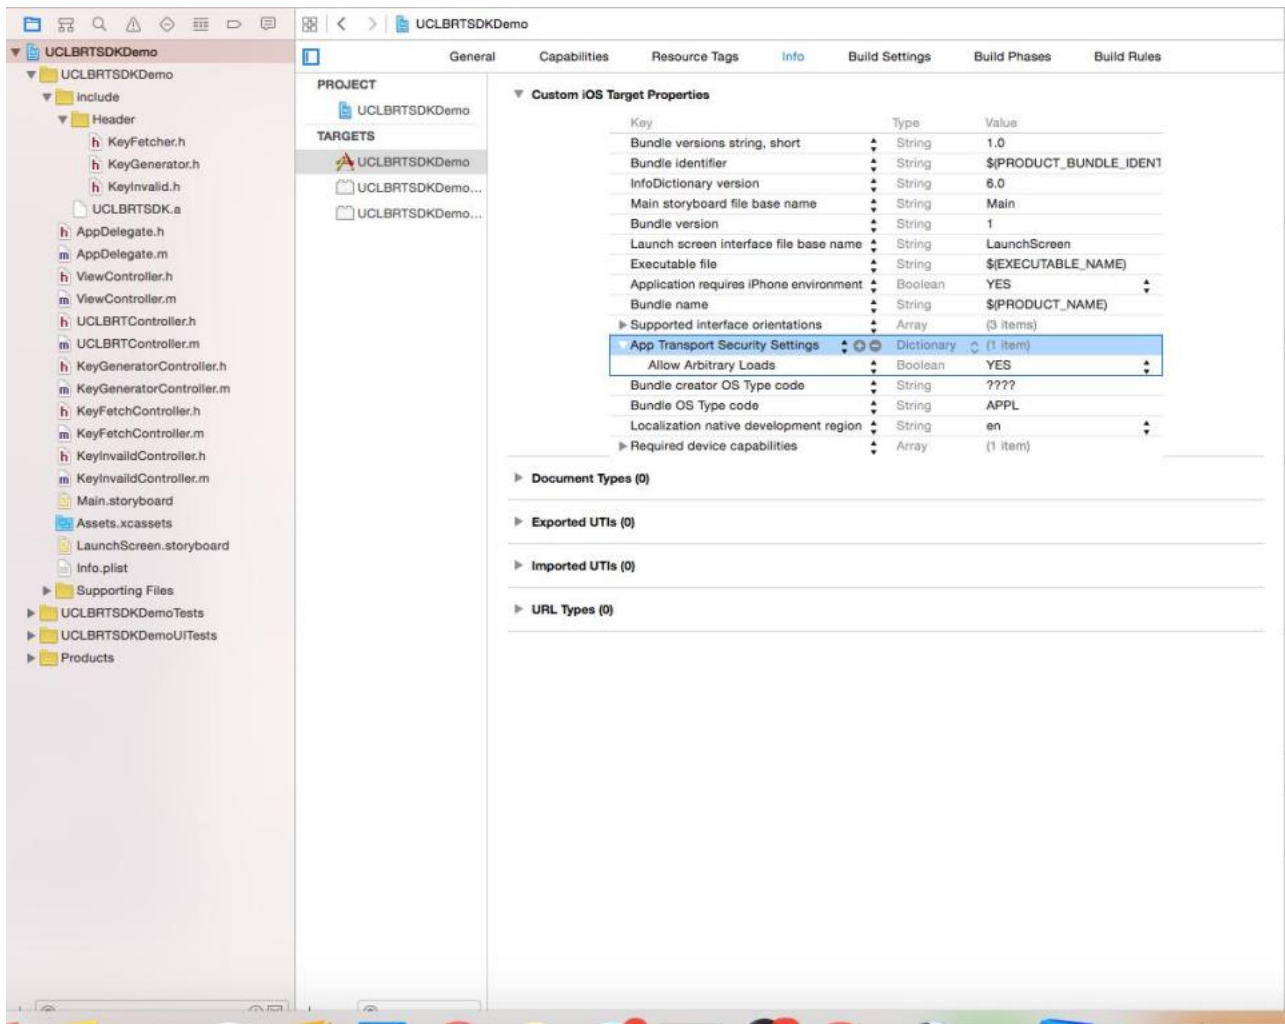 UCLBRTSDKDemo
General Capabilities Resource Tags Info Build Settings Build Phases Build Rules
UCLBRTSDKDemo
UCLBRTSDKDemo
include
Header
h KeyFetcher.h
h KeyGenerator.h
h KeyInvalid.h
UCLBRTSDK.a
h AppDelegate.h
m AppDelegate.m
h ViewController.h
m ViewController.m
h UCLBRTController.h
m UCLBRTController.m
h KeyGeneratorController.h
m KeyGeneratorController.m
h KeyFetchController.h
m KeyFetchController.m
h KeyInvaildController.h
m KeyInvaildController.m
Main.storyboard
Assets.xcassets
LaunchScreen.storyboard
Info.plist
Supporting Files
UCLBRTSDKDemoTests
UCLBRTSDKDemoUITests
Products
PROJECT
UCLBRTSDKDemo
TARGETS
UCLBRTSDKDemo
UCLBRTSDKDemo...
UCLBRTSDKDemo...
Custom iOS Target Properties
Key Type Value
Bundle versions string, short String 1.0
Bundle identifier String $(PRODUCT_BUNDLE_IDENT
InfoDictionary version String 6.0
Main storyboard file base name String Main
Bundle version String 1
Launch screen interface file base name String LaunchScreen
Executable file String $(EXECUTABLE_NAME)
Application requires iPhone environment Boolean YES
Bundle name String $(PRODUCT_NAME)
Supported interface orientations Array (3 items)
App Transport Security Settings Dictionary (1 item)
Allow Arbitrary Loads Boolean YES
Bundle creator OS Type code String ????
Bundle OS Type code String APPL
Localization native development region String en
Required device capabilities Array (1 item)
Document Types (0)
Exported UTIs (0)
Imported UTIs (0)
URL Types (0)